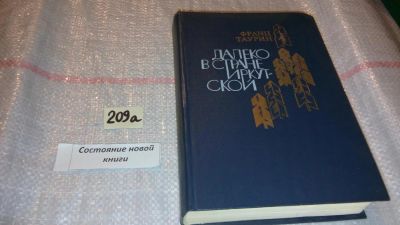 ФРАНЦ
ТАУРИН
ДАЛЕКО
В СТРАНЕ
ИРКУТ-
СКОЙ
209а
Состояние новой
книги